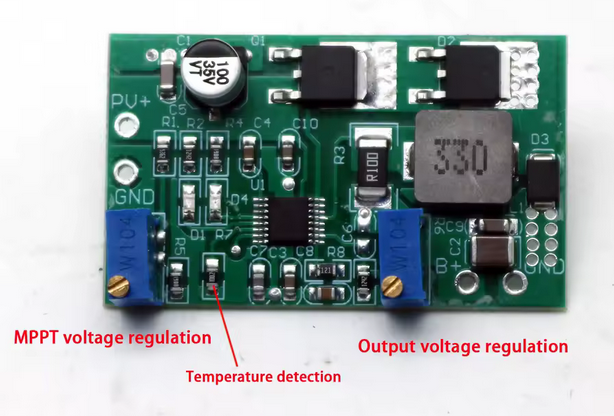 C1
Q1
D2
100
35V
VT
PV+
C5
R1
R2
R4
C4
C10
R3
R100
330
D3
GND
U1
D4
D1
R7
W104
R5
C7
C3
C8
R8
C6
W104
R6
C9
C2
B+
GND
MPPT voltage regulation
Output voltage regulation
Temperature detection